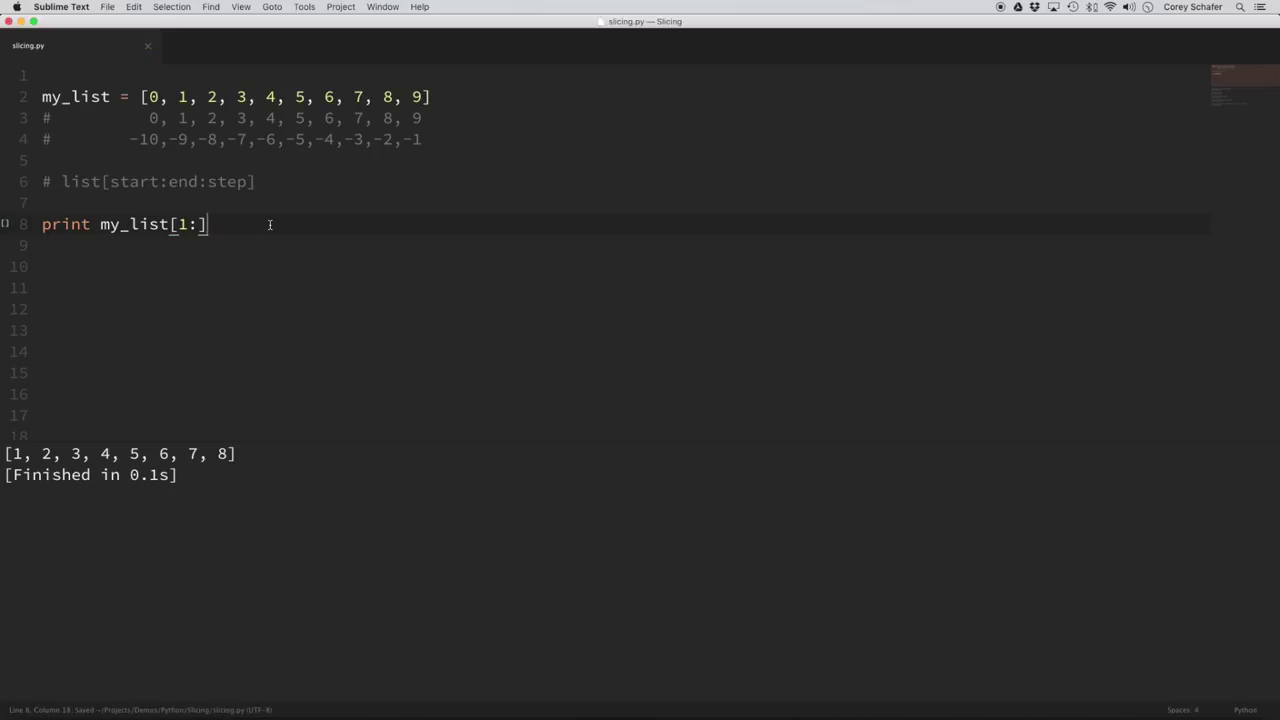 Sublime Text File Edit Selection Find View Goto Tools Project Window Help Corey Schafer
slicing.py — Slicing
slicing.py
1
2 my_list = [0, 1, 2, 3, 4, 5, 6, 7, 8, 9]
3 # 0, 1, 2, 3, 4, 5, 6, 7, 8, 9
4 # -10,-9,-8,-7,-6,-5,-4,-3,-2,-1
5
6 # list[start:end:step]
7
8 print my_list[1:]
9
10
11
12
13
14
15
16
17
18
[1, 2, 3, 4, 5, 6, 7, 8]
[Finished in 0.1s]
Line 8, Column 18; Saved ~/Projects/Demos/Python/Slicing/slicing.py (UTF-8) Spaces: 4 Python